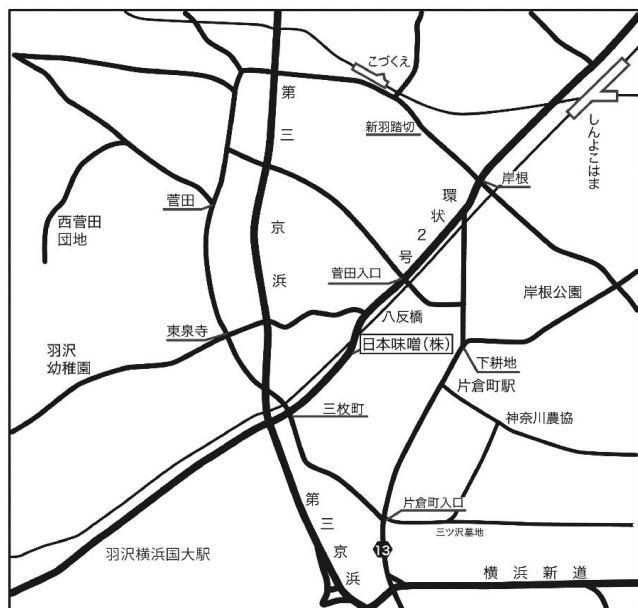 こづくえ
第三京浜
新羽踏切
しんよこはま
岸根
環状2号
菅田
西菅田
団地
菅田入口
岸根公園
八反橋
東泉寺
日本味噌(株)
羽沢
幼稚園
下耕地
片倉町駅
三枚町
神奈川農協
第三京浜
片倉町入口
三ツ沢墓地
羽沢横浜国大駅
13
横浜新道